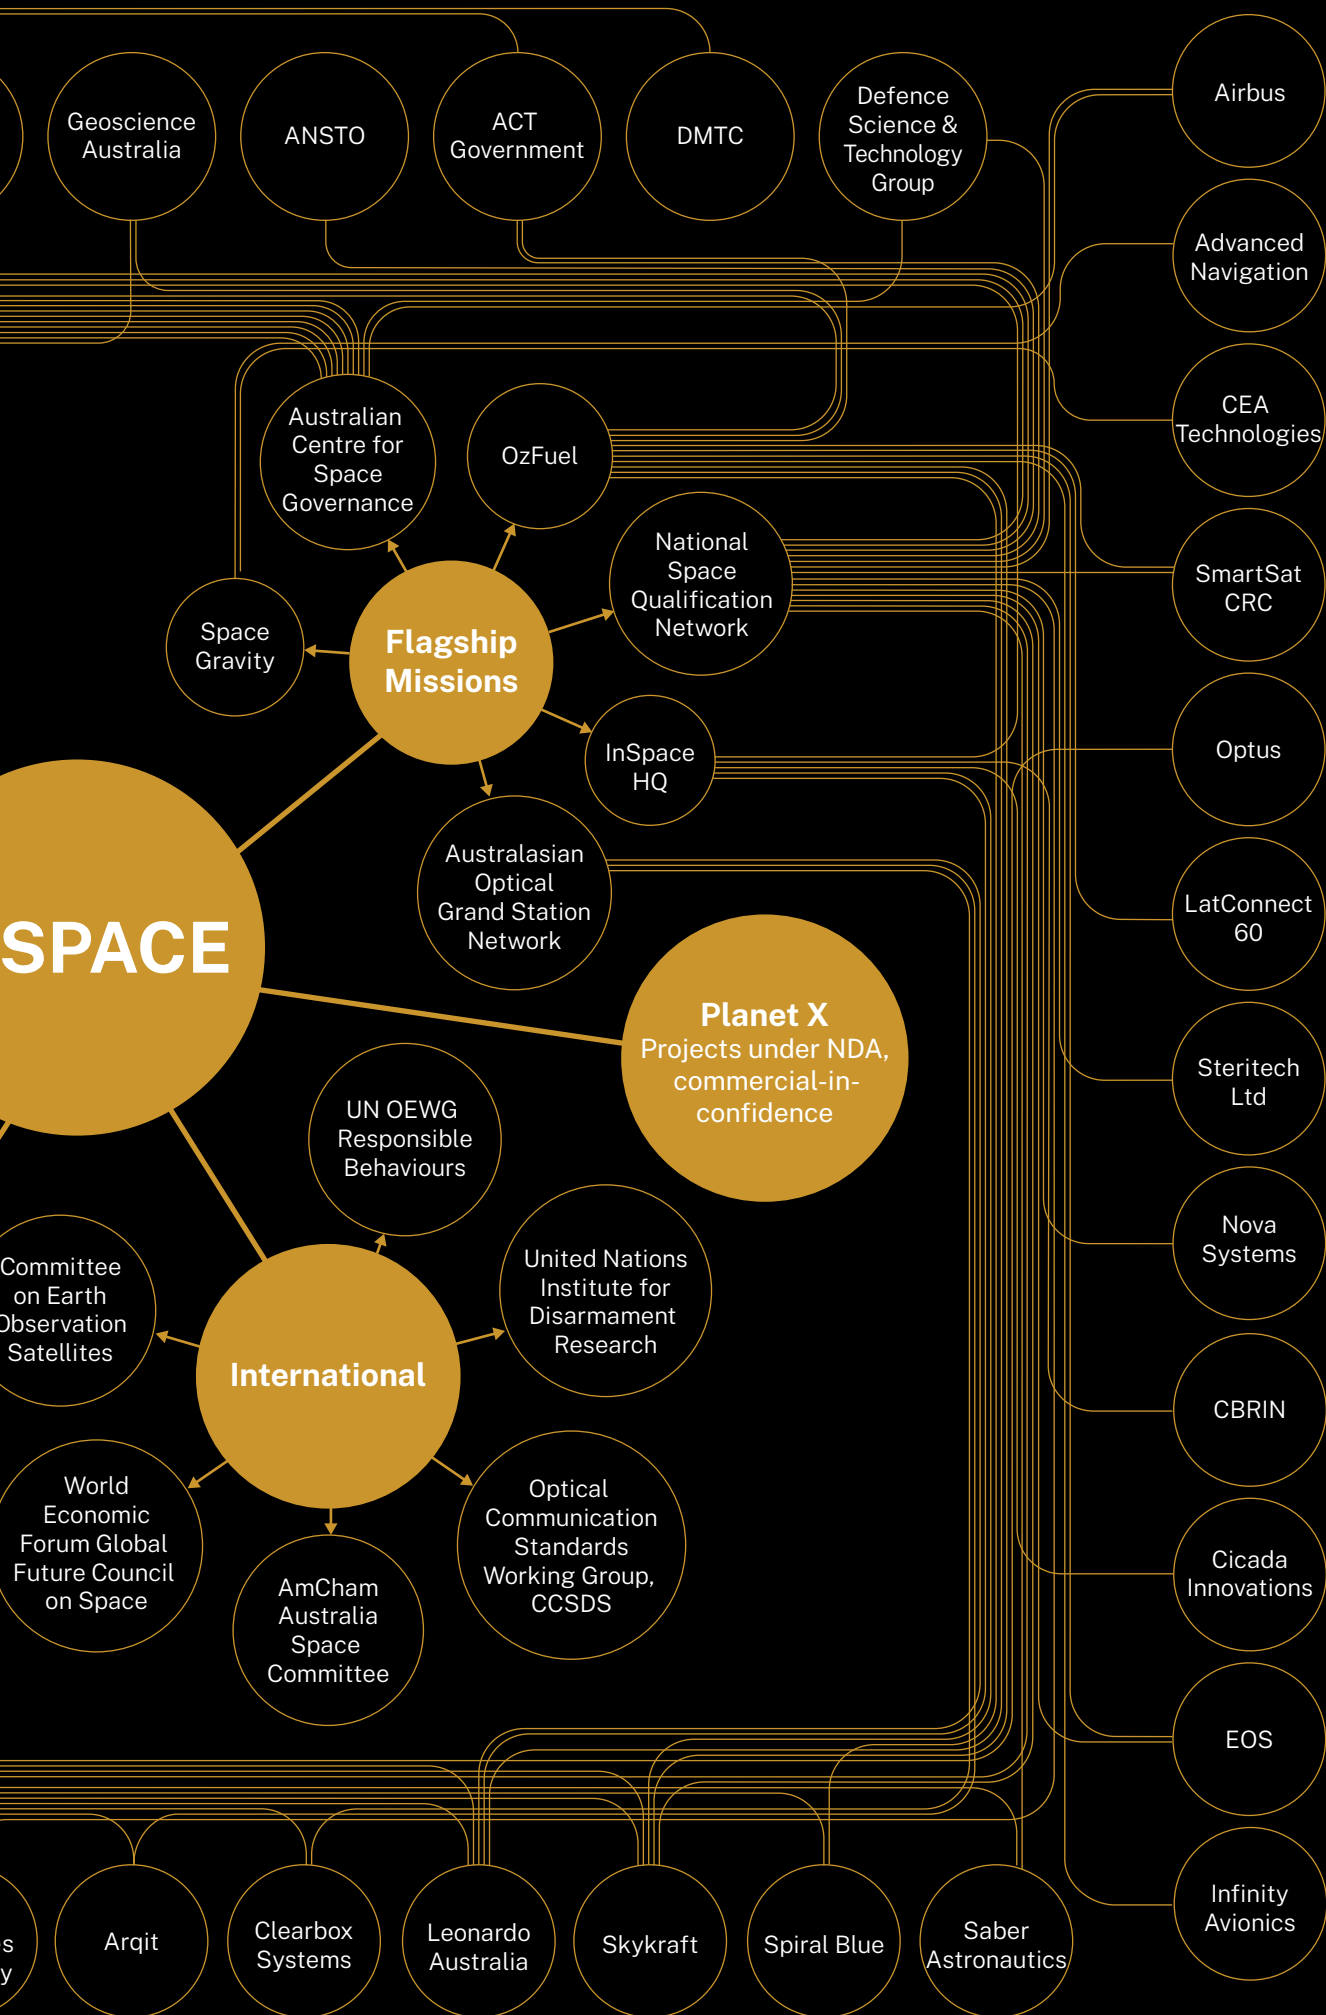 Geoscience
Australia
ANSTO
ACT
Government
DMTC
Defence
Science &
Technology
Group
Airbus
Advanced
Navigation
CEA
Technologies
SmartSat
CRC
Optus
LatConnect
60
Steritech
Ltd
Nova
Systems
CBRIN
Cicada
Innovations
EOS
Infinity
Avionics
Australian
Centre for
Space
Governance
OzFuel
National
Space
Qualification
Network
Space
Gravity
Flagship
Missions
InSpace
HQ
Australasian
Optical
Grand Station
Network
SPACE
Planet X
Projects under NDA,
commercial-in-
confidence
UN OEWG
Responsible
Behaviours
United Nations
Institute for
Disarmament
Research
Committee
on Earth
Observation
Satellites
International
World
Economic
Forum Global
Future Council
on Space
AmCham
Australia
Space
Committee
Optical
Communication
Standards
Working Group,
CCSDS
Arqit
Clearbox
Systems
Leonardo
Australia
Skykraft
Spiral Blue
Saber
Astronautics